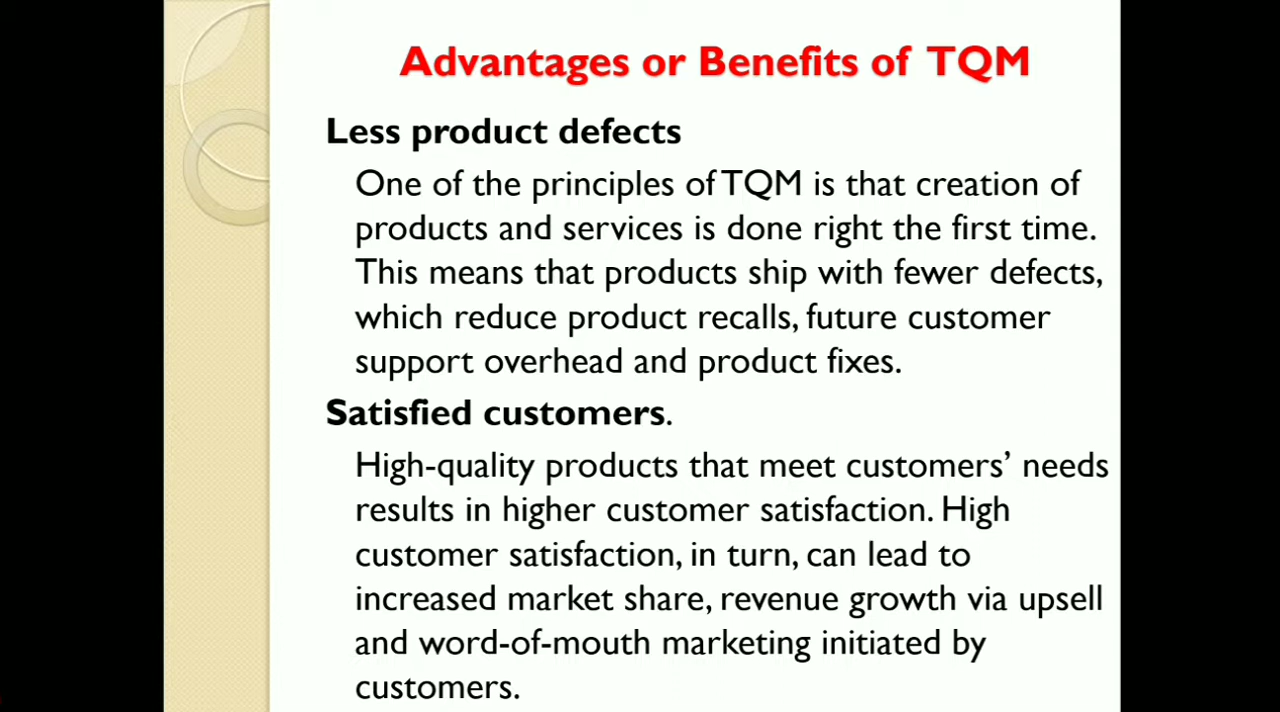 Advantages or Benefits of TQM
Less product defects
One of the principles of TQM is that creation of
products and services is done right the first time.
This means that products ship with fewer defects,
which reduce product recalls, future customer
support overhead and product fixes.
Satisfied customers.
High-quality products that meet customers’ needs
results in higher customer satisfaction. High
customer satisfaction, in turn, can lead to
increased market share, revenue growth via upsell
and word-of-mouth marketing initiated by
customers.